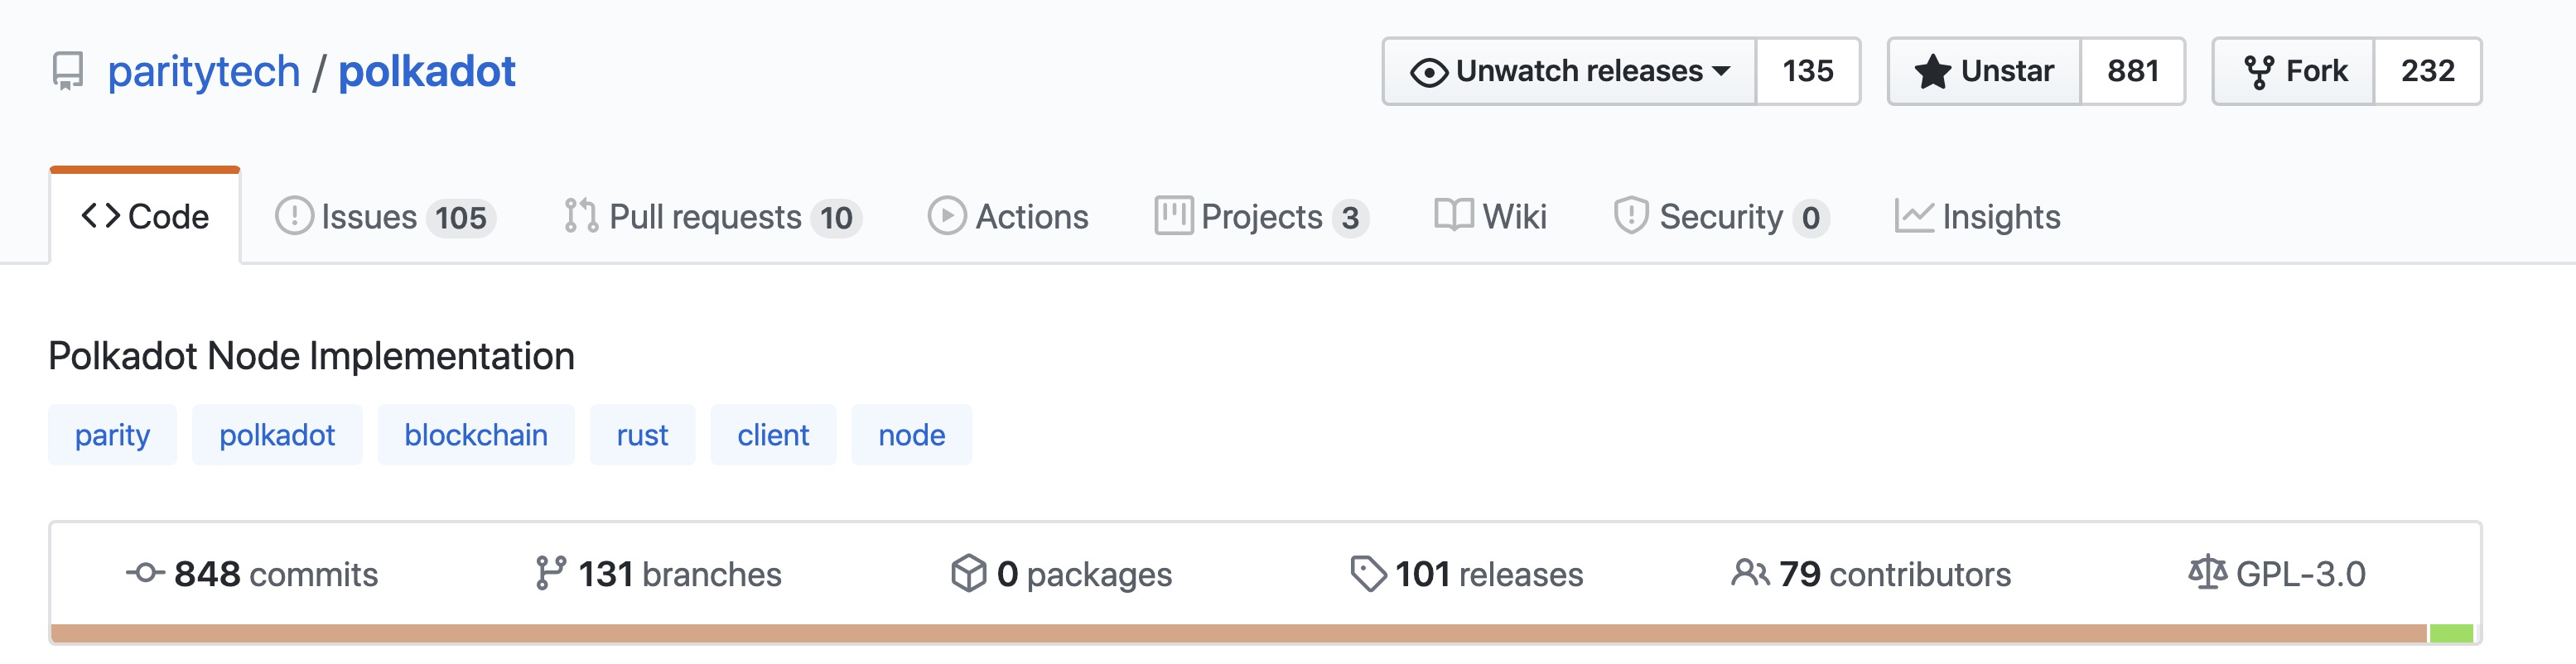 paritytech / polkadot
Unwatch releases 135 Unstar 881 Fork 232
Code Issues 105 Pull requests 10 Actions Projects 3 Wiki Security 0 Insights
Polkadot Node Implementation
parity polkadot blockchain rust client node
848 commits 131 branches 0 packages 101 releases 79 contributors GPL-3.0